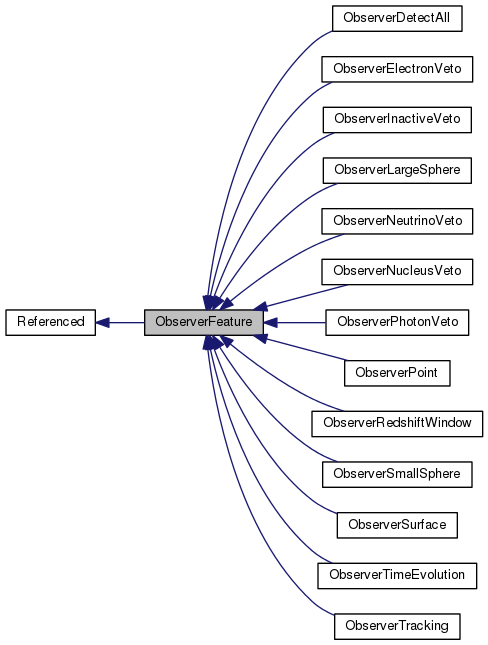 ObserverDetectAll
ObserverElectronVeto
ObserverInactiveVeto
ObserverLargeSphere
ObserverNeutrinoVeto
ObserverNucleusVeto
Referenced
ObserverFeature
ObserverPhotonVeto
ObserverPoint
ObserverRedshiftWindow
ObserverSmallSphere
ObserverSurface
ObserverTimeEvolution
ObserverTracking